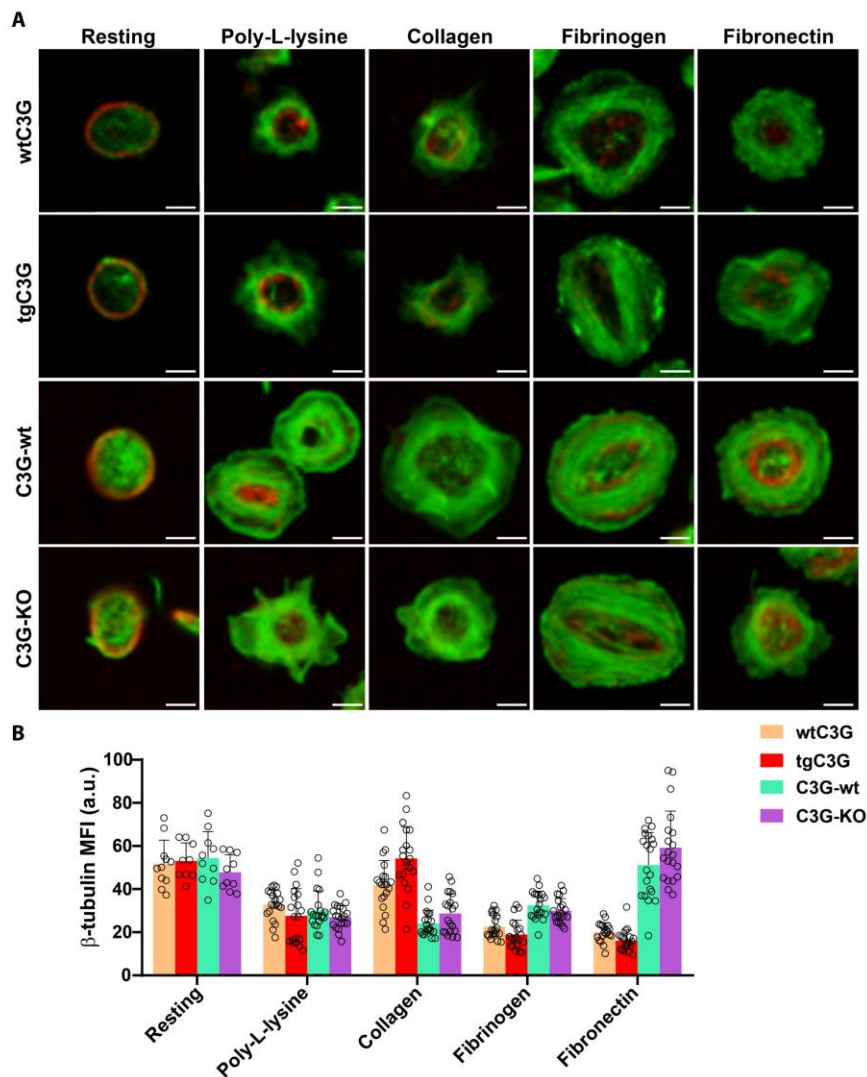 A
Resting Poly-L-lysine Collagen Fibrinogen Fibronectin
wtC3G
tgC3G
C3G-wt
C3G-KO
B
wtC3G
tgC3G
C3G-wt
C3G-KO
β-tubulin MFI (a.u.)
100
80
60
40
20
0
Resting Poly-L-lysine Collagen Fibrinogen Fibronectin